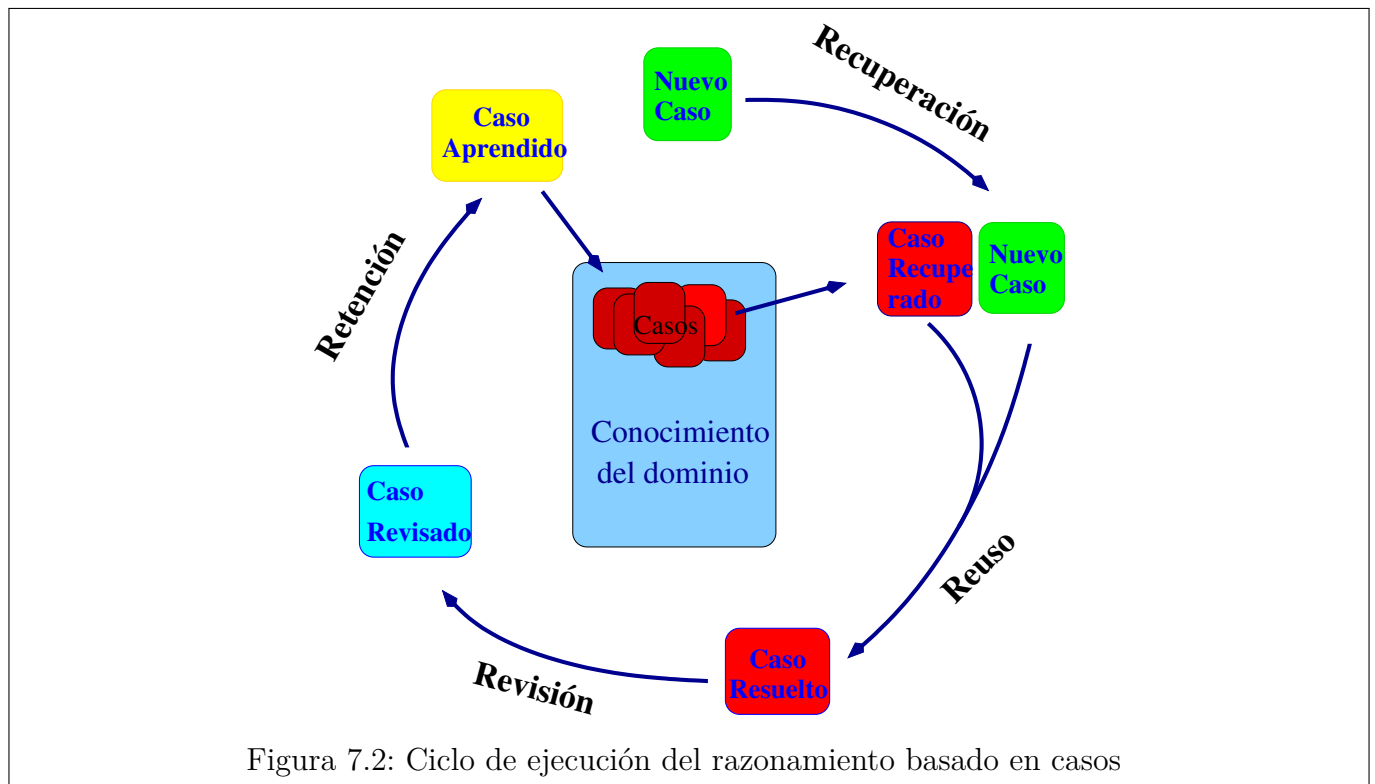 Nuevo
Caso
Recuperación
Caso
Recupe
rado
Nuevo
Caso
Reuso
Caso
Resuelto
Revisión
Caso
Revisado
Retención
Caso
Aprendido
Casos
Conocimiento
del dominio
Figura 7.2: Ciclo de ejecución del razonamiento basado en casos